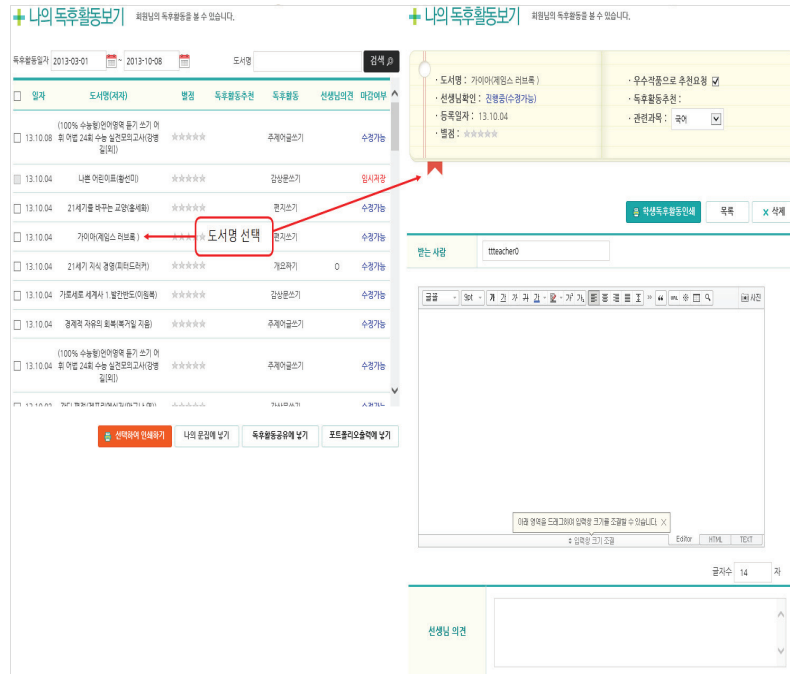 나의 독후활동보기 회원님의 독후활동을 볼 수 있습니다.
독후활동일자 2013-03-01 ~ 2013-10-08 도서명 검색
일자 도서명(저자) 별점 독후활동추천 독후활동 선생님의견 마감여부
(100% 수능형)언어영역 듣기 쓰기 어
13.10.08 휘 어법 24회 수능 실전모의고사(강병 ☆☆☆☆☆ 주제어글쓰기 수정가능
길[외])
13.10.04 나쁜 어린이표(황선미) ☆☆☆☆☆ 감상문쓰기 임시저장
13.10.04 21세기를 바꾸는 교양(홍세화) ☆☆☆☆☆ 편지쓰기 수정가능
13.10.04 가이아(제임스 러브록 ) 도서명 선택 편지쓰기 수정가능
13.10.04 21세기 지식 경영(피터드러커) ☆☆☆☆☆ 개요짜기 O 수정가능
13.10.04 가로세로 세계사 1.발칸반도(이원복) ☆☆☆☆☆ 감상문쓰기 수정가능
13.10.04 경제적 자유의 회복(복거일 지음) ☆☆☆☆☆ 주제어글쓰기 수정가능
(100% 수능형)언어영역 듣기 쓰기 어
13.10.04 휘 어법 24회 수능 실전모의고사(강병 ☆☆☆☆☆ 주제어글쓰기 수정가능
길[외])
선택하여 인쇄하기 나의 문집에 넣기 독후활동공유에 넣기 포트폴리오출력에 넣기
나의 독후활동보기 회원님의 독후활동을 볼 수 있습니다.
· 도서명 : 가이아(제임스 러브록 ) · 우수작품으로 추천요청
· 선생님확인 : 진행중(수정가능) · 독후활동추천 :
· 등록일자 : 13.10.04 · 관련과목 : 국어
· 별점 : ☆☆☆☆☆
학생독후활동인쇄 목록 X 삭제
받는 사람 ttteacher0
글꼴 9pt 가 가 가 가 가 사전
아래 영역을 드래그하여 입력창 크기를 조절할 수 있습니다. X
입력창 크기 조절 Editor HTML TEXT
글자수 14 자
선생님 의견